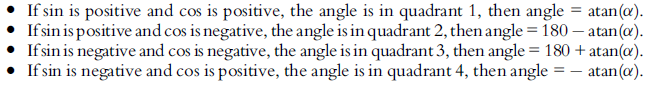 • If sin is positive and cos is positive, the angle is in quadrant 1, then angle = atan(α).
• If sin is positive and cos is negative, the angle is in quadrant 2, then angle = 180 – atan(α).
• If sin is negative and cos is negative, the angle is in quadrant 3, then angle = 180 + atan(α).
• If sin is negative and cos is positive, the angle is in quadrant 4, then angle = – atan(α).